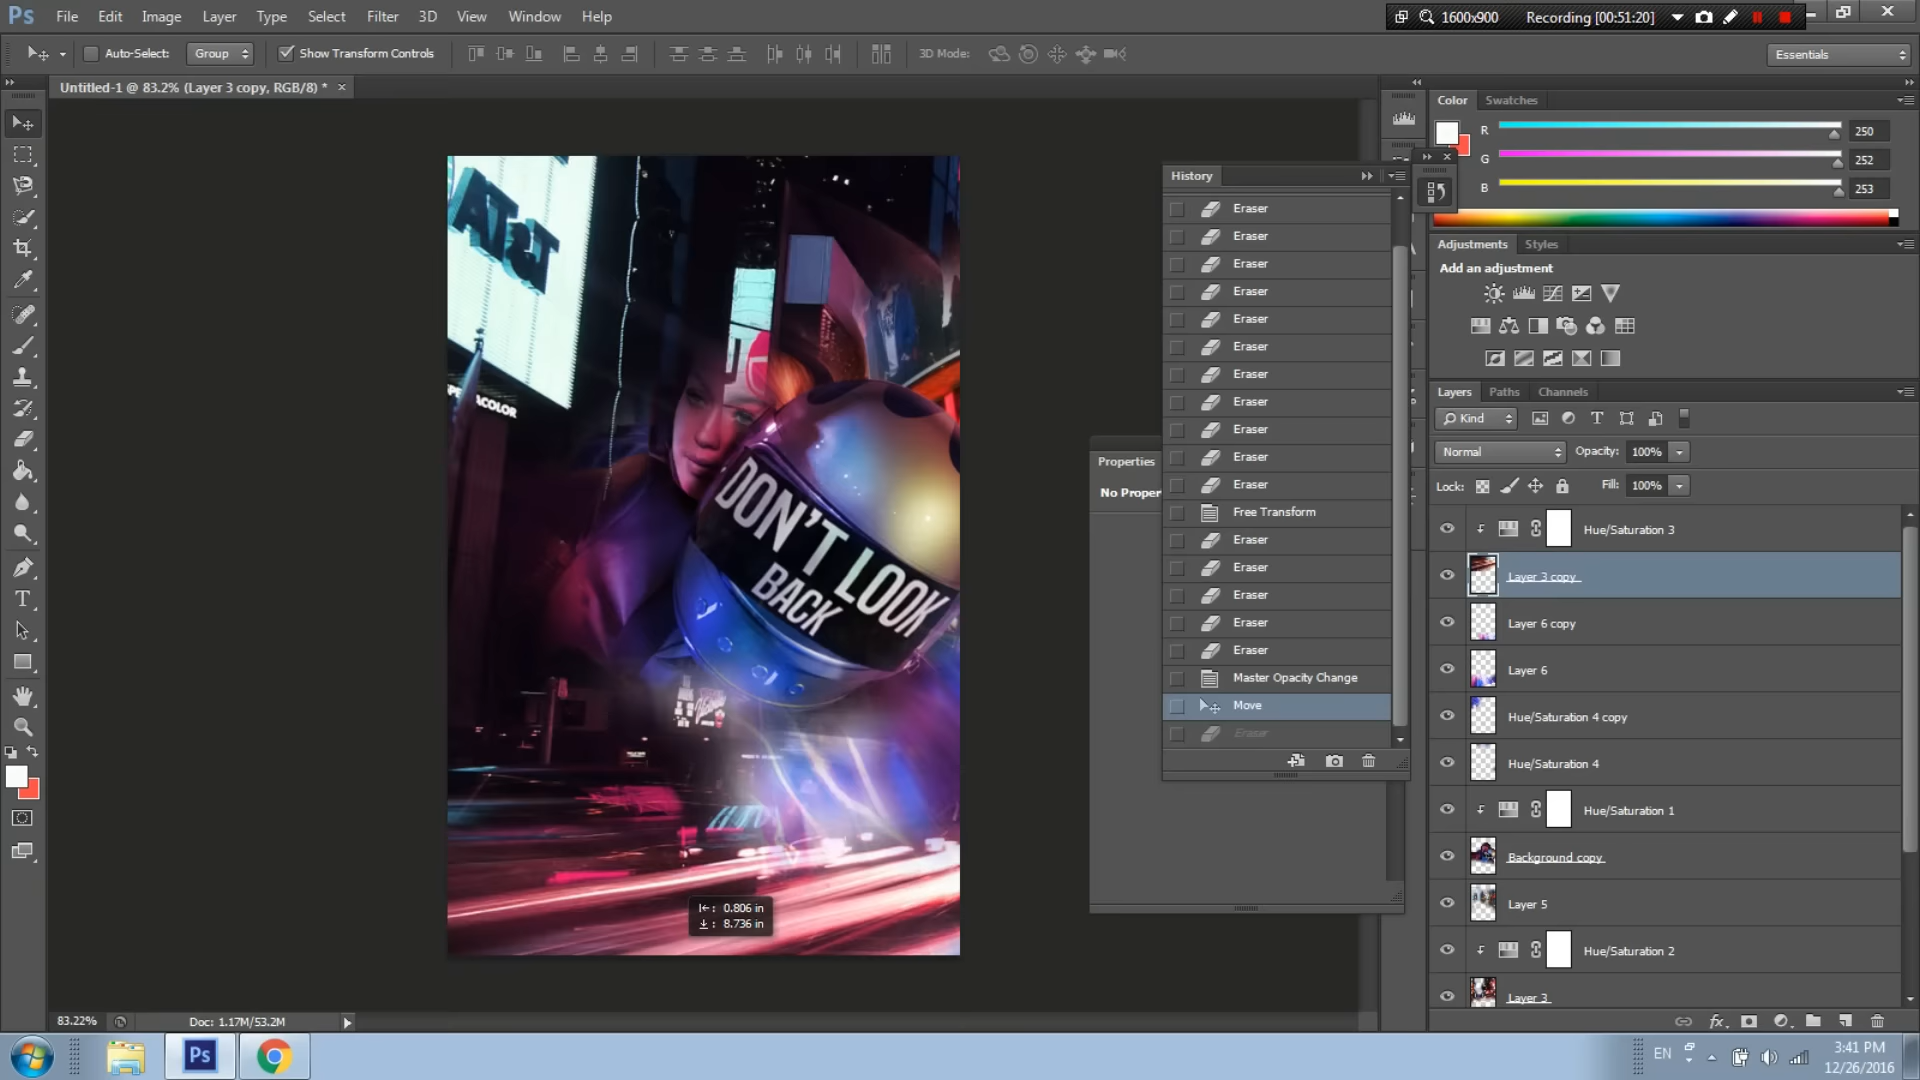 Ps File Edit Image Layer Type Select Filter 3D View Window Help
1600x900 Recording [00:51:20]
Auto-Select: Group Show Transform Controls 3D Mode: Essentials
Untitled-1 @ 83.2% (Layer 3 copy, RGB/8) *
Color Swatches
R 250
G 252
B 253
History
Eraser
Eraser
Eraser
Eraser
Eraser
Eraser
Eraser
Eraser
Eraser
Eraser
Eraser
Free Transform
Eraser
Eraser
Eraser
Eraser
Eraser
Master Opacity Change
Move
Eraser
Properties
No Proper
Adjustments Styles
Add an adjustment
Layers Paths Channels
Kind
Normal Opacity: 100%
Lock: Fill: 100%
Hue/Saturation 3
Layer 3 copy
Layer 6 copy
Layer 6
Hue/Saturation 4 copy
Hue/Saturation 4
Hue/Saturation 1
Background copy
Layer 5
Hue/Saturation 2
Layer 3
DON'T LOOK
BACK
0.806 in
8.736 in
83.22% Doc: 1.17M/53.2M
Ps
EN
3:41 PM
12/26/2016